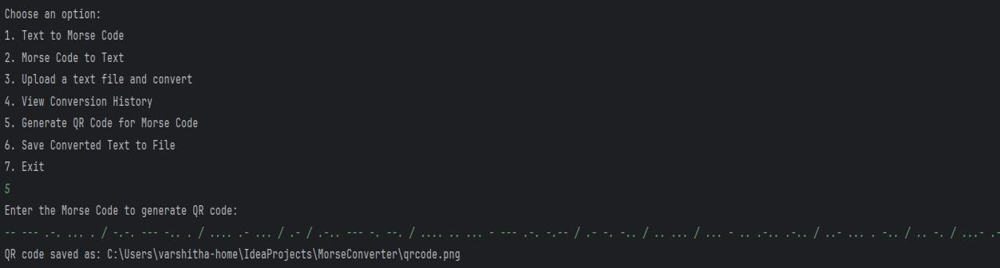 Choose an option:
1. Text to Morse Code
2. Morse Code to Text
3. Upload a text file and convert
4. View Conversion History
5. Generate QR Code for Morse Code
6. Save Converted Text to File
7. Exit
5
Enter the Morse Code to generate QR code:
-- --- .-. ... . / -.-. --- -.. . / .... .- ... / .- / .-.. --- -. --. / .... .. ... - --- .-. -.-- / .- -. -.. / .. ... / ... - .. .-.. .-.. / ..- ... . -.. / .. -. / ...- .-
QR code saved as: C:\Users\varshitha-home\IdeaProjects\MorseConverter\qrcode.png